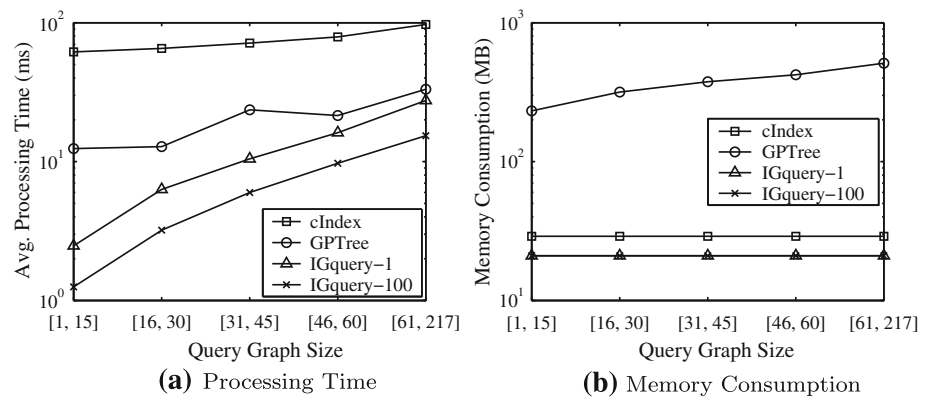 Avg. Processing Time (ms)
10^2
10^1
10^0
cIndex
GPTree
IGquery−1
IGquery−100
[1, 15] [16, 30] [31, 45] [46, 60] [61, 217]
Query Graph Size
(a) Processing Time
Memory Consumption (MB)
10^3
10^2
10^1
cIndex
GPTree
IGquery−1
IGquery−100
[1, 15] [16, 30] [31, 45] [46, 60] [61, 217]
Query Graph Size
(b) Memory Consumption